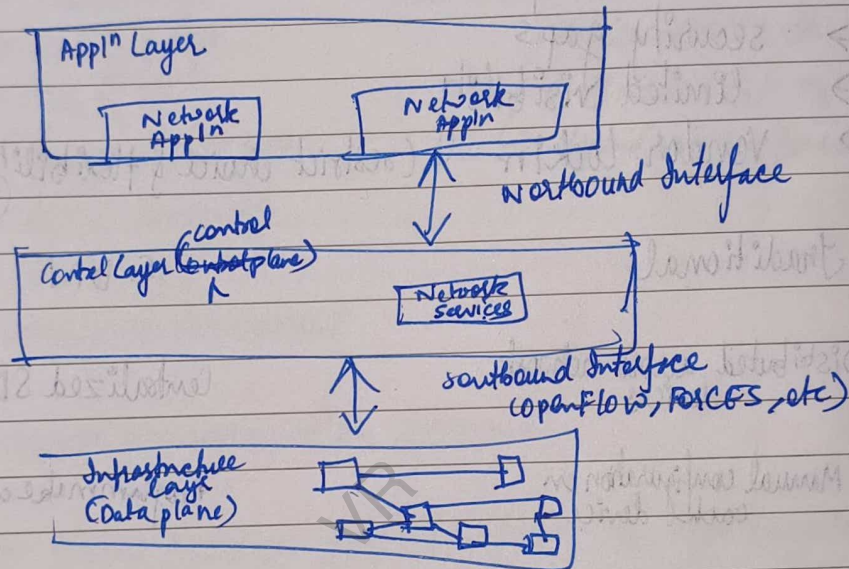 Appln Layer
Network
Appln
Network
Appln
Northbound Interface
control
Control Layer (plane)
Network
Services
Southbound Interface
(OpenFlow, FORCES, etc)
Infrastructure
Layer
(Data plane)
VR